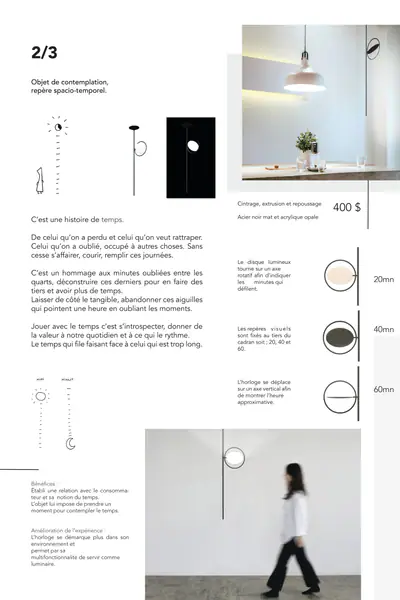 2/3
Objet de contemplation,
repère spacio-temporel.
Cintrage, extrusion et repoussage
400 $
Acier noir mat et acrylique opale
C'est une histoire de temps.
De celui qu'on a perdu et celui qu'on veut rattraper.
Celui qu'on a oublié, occupé à autres choses. Sans
cesse s'affairer, courir, remplir ces journées.
C'est un hommage aux minutes oubliées entre les
quarts, déconstruire ces derniers pour en faire des
tiers et avoir plus de temps.
Laisser de côté le tangible, abandonner ces aiguilles
qui pointent une heure en oubliant les moments.
Jouer avec le temps c'est s'introspecter, donner de
la valeur à notre quotidien et à ce qui le rythme.
Le temps qui file faisant face à celui qui est trop long.
Le disque lumineux
tourne sur un axe
rotatif afin d'indiquer
les minutes qui
défilent.
20mn
Les repères visuels
sont fixés au tiers du
cadran soit ; 20, 40 et
60.
40mn
L'horloge se déplace
sur un axe vertical afin
de montrer l'heure
approximative.
60mn
MIDI
MINUIT
Bénéfices :
Établi une relation avec le consomma-
teur et sa notion du temps.
L'objet lui impose de prendre un
moment pour contempler le temps.
Amélioration de l'expérience :
L'horloge se démarque plus dans son
environnement et
permet par sa
multifonctionnalité de servir comme
luminaire.